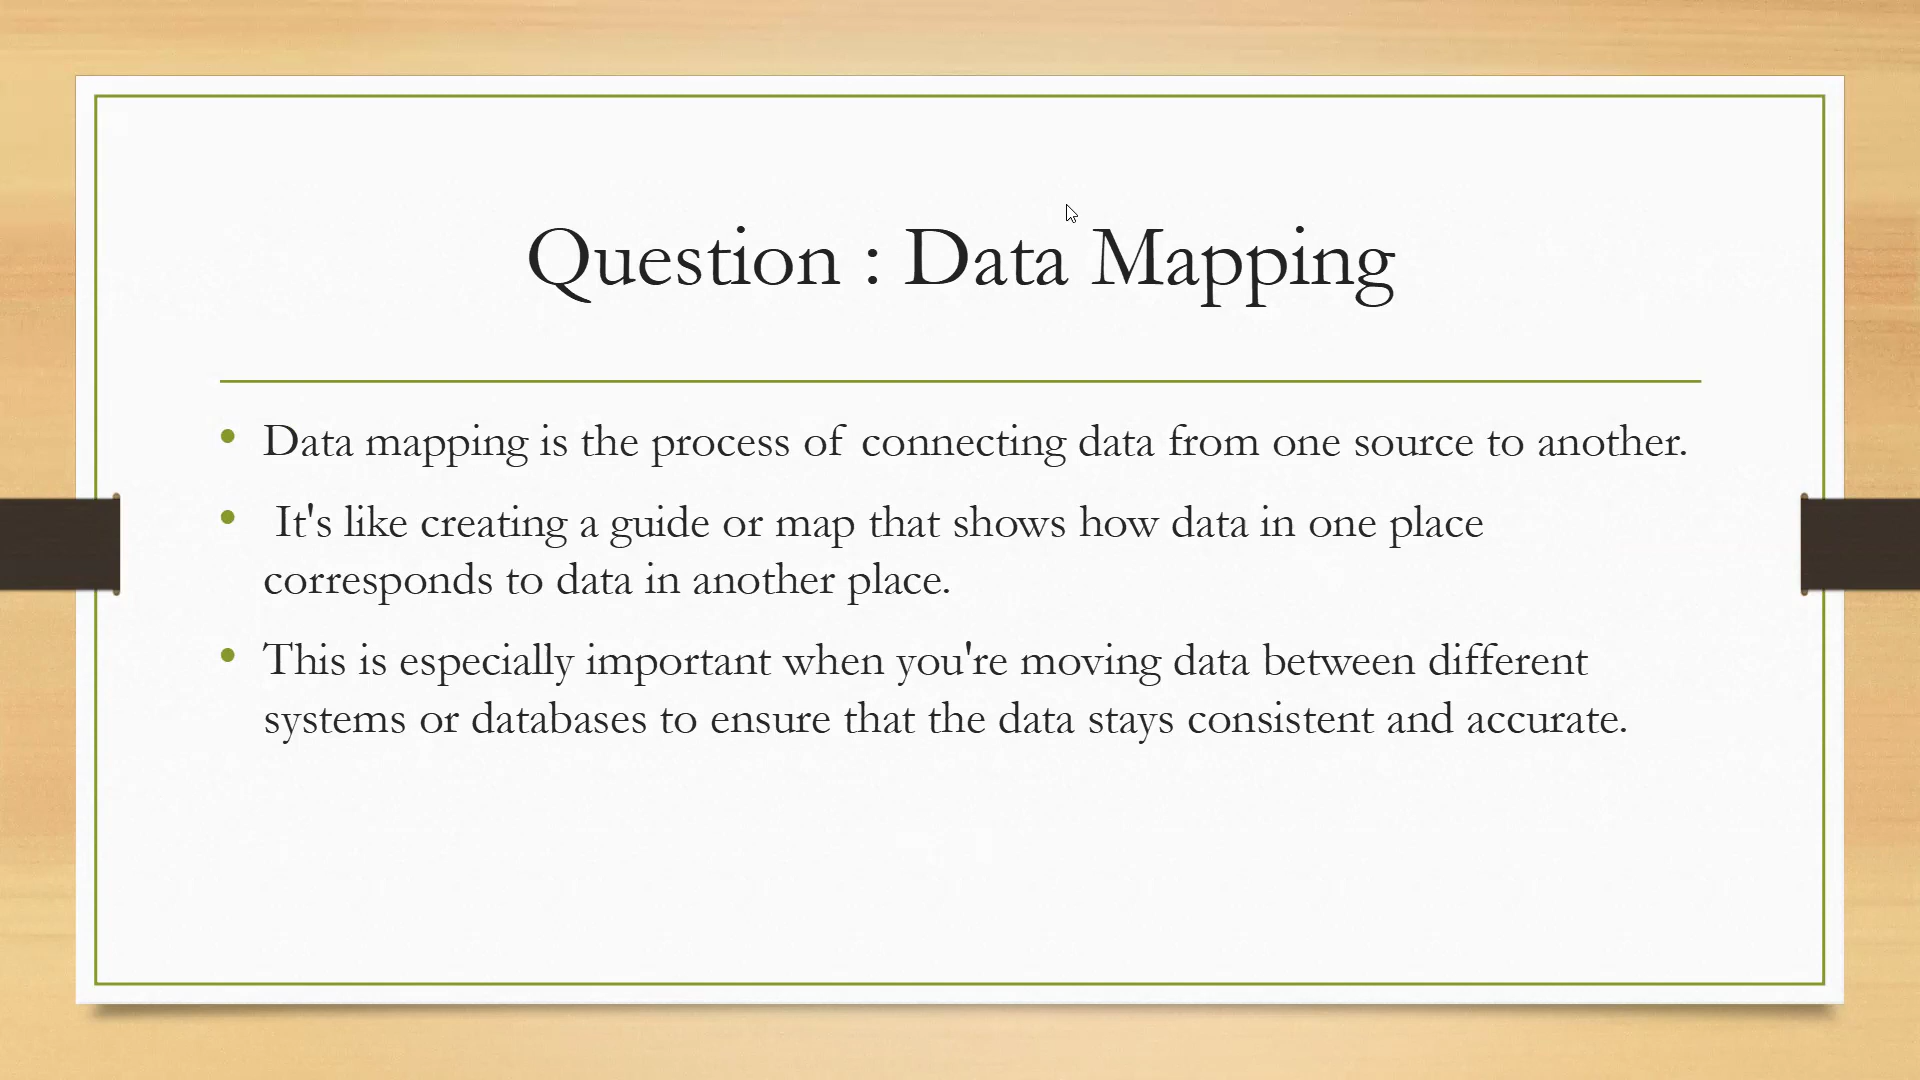 Question : Data Mapping
• Data mapping is the process of connecting data from one source to another.
• It's like creating a guide or map that shows how data in one place
corresponds to data in another place.
• This is especially important when you're moving data between different
systems or databases to ensure that the data stays consistent and accurate.